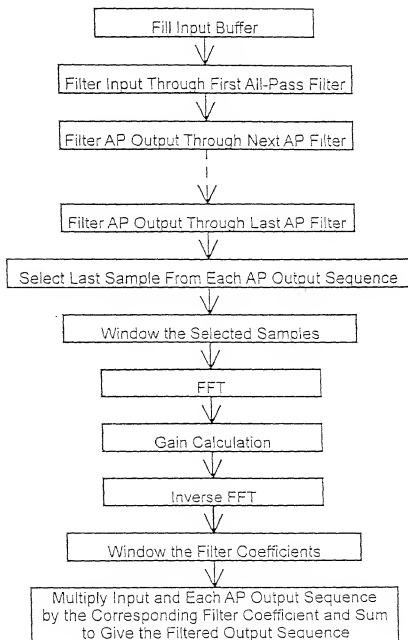 Fill Input Buffer
Filter Input Through First All-Pass Filter
Filter AP Output Through Next AP Filter
Filter AP Output Through Last AP Filter
Select Last Sample From Each AP Output Sequence
Window the Selected Samples
FFT
Gain Calculation
Inverse FFT
Window the Filter Coefficients
Multiply Input and Each AP Output Sequence
by the Corresponding Filter Coefficient and Sum
to Give the Filtered Output Sequence